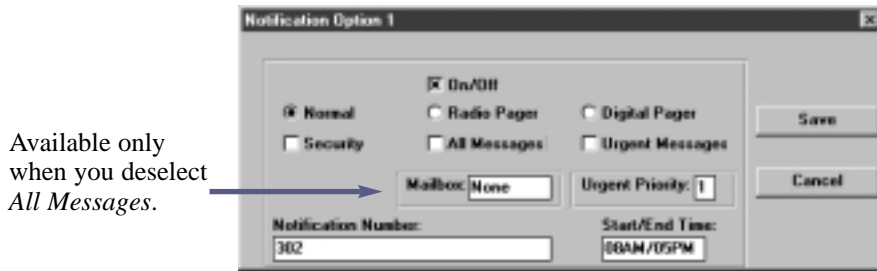 Notification Option 1
On/Off
Normal Radio Pager Digital Pager Save
Security All Messages Urgent Messages
Available only
when you deselect
All Messages.
Mailbox: None Urgent Priority: 1 Cancel
Notification Number: Start/End Time:
302 08AM/05PM